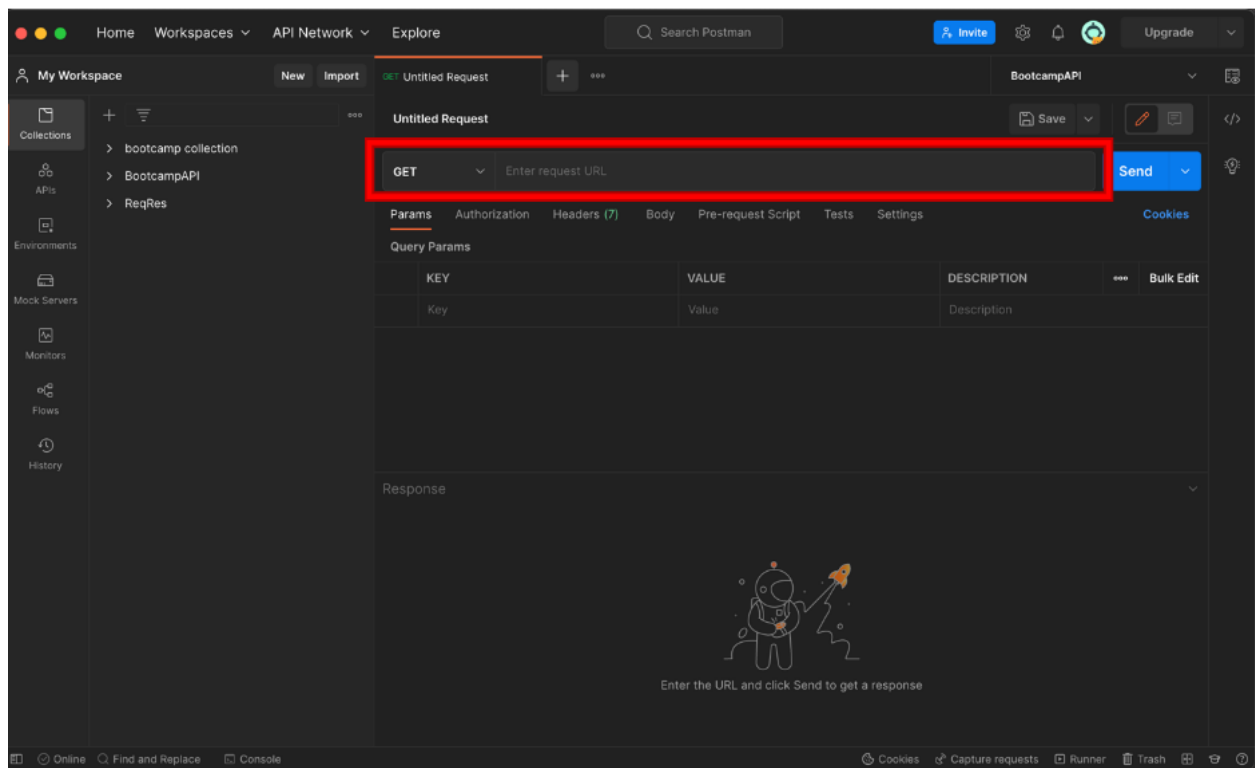 Home Workspaces API Network Explore Search Postman Invite Upgrade
My Workspace New Import GET Untitled Request BootcampAPI
Collections
APIs
Environments
Mock Servers
Monitors
Flows
History
bootcamp collection
BootcampAPI
ReqRes
Untitled Request Save
GET Enter request URL Send
Params Authorization Headers (7) Body Pre-request Script Tests Settings Cookies
Query Params
KEY VALUE DESCRIPTION Bulk Edit
Key Value Description
Response
Enter the URL and click Send to get a response
Online Find and Replace Console Cookies Capture requests Runner Trash